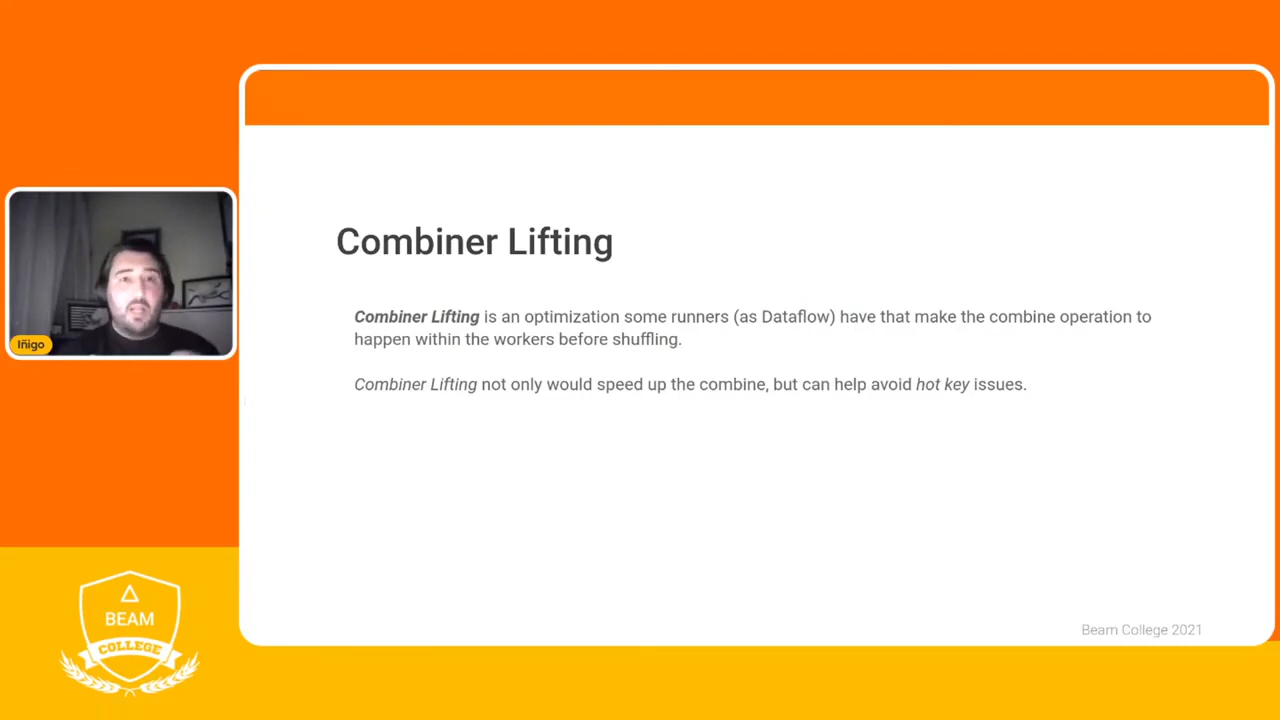 Combiner Lifting
Combiner Lifting is an optimization some runners (as Dataflow) have that make the combine operation to
happen within the workers before shuffling.
Combiner Lifting not only would speed up the combine, but can help avoid hot key issues.
Iñigo
BEAM
COLLEGE
Beam College 2021